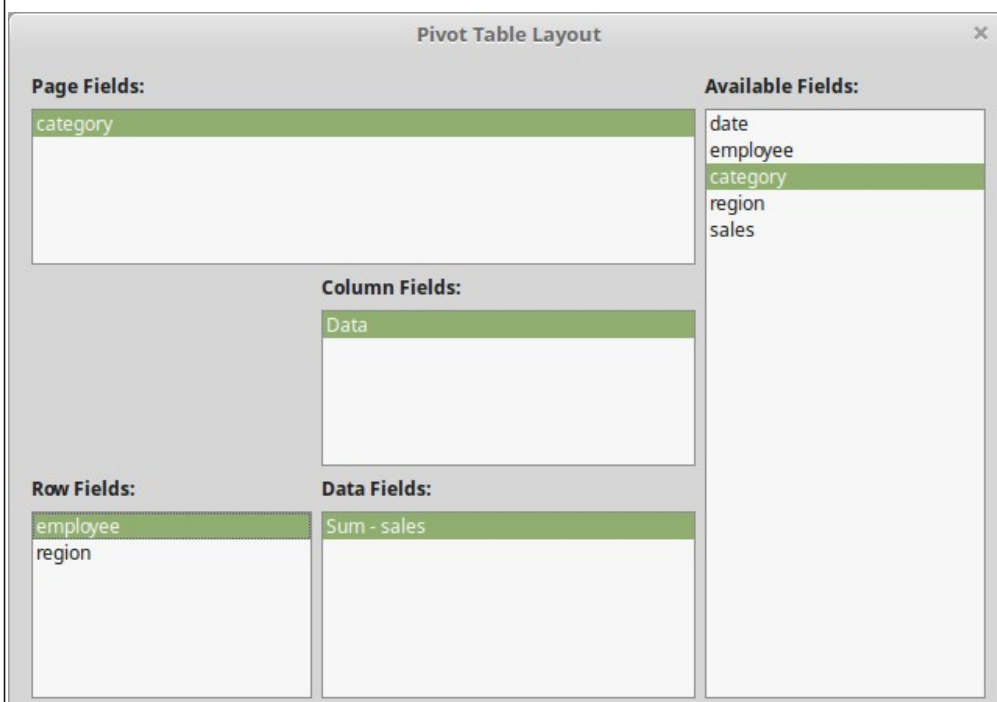 Pivot Table Layout
Page Fields:
category
Available Fields:
date
employee
category
region
sales
Column Fields:
Data
Row Fields:
employee
region
Data Fields:
Sum - sales